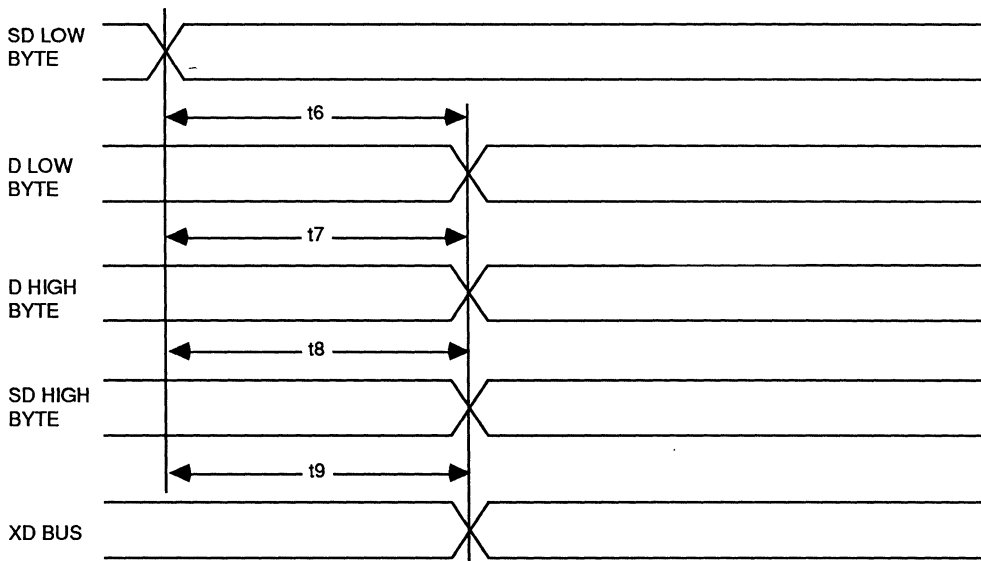 SD LOW
BYTE
t6
D LOW
BYTE
t7
D HIGH
BYTE
t8
SD HIGH
BYTE
t9
XD BUS